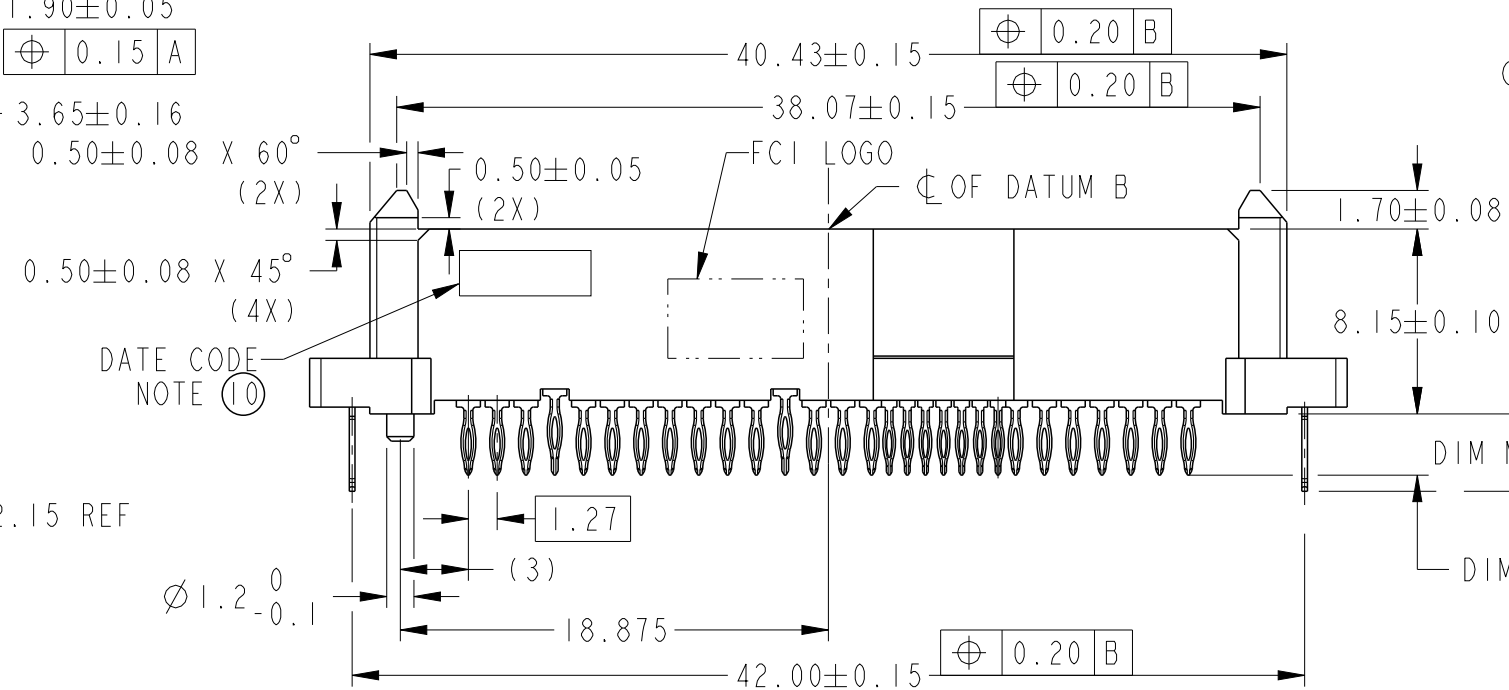 1.90±0.05
⌖ 0.15 A
3.65±0.16
0.50±0.08 X 60°
(2X)
0.50±0.08 X 45°
(4X)
DATE CODE
NOTE 10
40.43±0.15
⌖ 0.20 B
38.07±0.15
⌖ 0.20 B
0.50±0.05
(2X)
FCI LOGO
℄ OF DATUM B
1.70±0.08
8.15±0.10
DIM
DIM
2.15 REF
1.27
(3)
Ø1.2 0
-0.1
18.875
42.00±0.15
⌖ 0.20 B